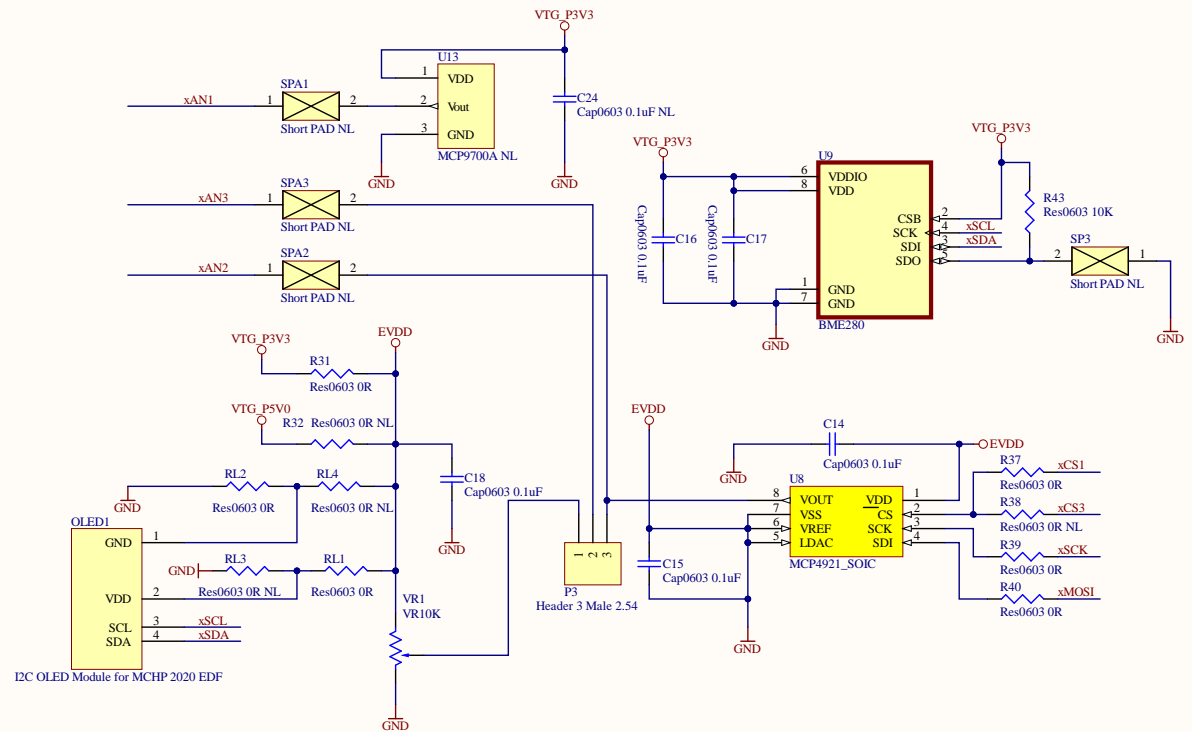 VTG_P3V3
U13
1 VDD
2 Vout
3 GND
MCP9700A NL
GND
C24
Cap0603 0.1uF NL
GND
xAN1
SPA1
1 2
Short PAD NL
xAN3
SPA3
1 2
Short PAD NL
xAN2
SPA2
1 2
Short PAD NL
VTG_P3V3
Cap0603 0.1uF
C16
Cap0603 0.1uF
C17
GND
U9
6 VDDIO
8 VDD
1 GND
7 GND
CSB 2
SCK 4
SDI 3
SDO 5
BME280
VTG_P3V3
xSCL
xSDA
R43
Res0603 10K
SP3
2 1
Short PAD NL
GND
VTG_P3V3
EVDD
R31
Res0603 0R
VTG_P5V0
R32 Res0603 0R NL
RL2
Res0603 0R
RL4
Res0603 0R NL
GND
C18
Cap0603 0.1uF
GND
OLED1
GND 1
VDD 2
SCL 3
SDA 4
xSCL
xSDA
I2C OLED Module for MCHP 2020 EDF
GND
RL3
Res0603 0R NL
RL1
Res0603 0R
VR1
VR10K
GND
1 2 3
P3
Header 3 Male 2.54
EVDD
C15
Cap0603 0.1uF
GND
C14
Cap0603 0.1uF
GND
EVDD
U8
8 VOUT
7 VSS
6 VREF
5 LDAC
VDD 1
CS 2
SCK 3
SDI 4
MCP4921_SOIC
R37
Res0603 0R
xCS1
R38
Res0603 0R NL
xCS3
R39
Res0603 0R
xSCK
R40
Res0603 0R
xMOSI